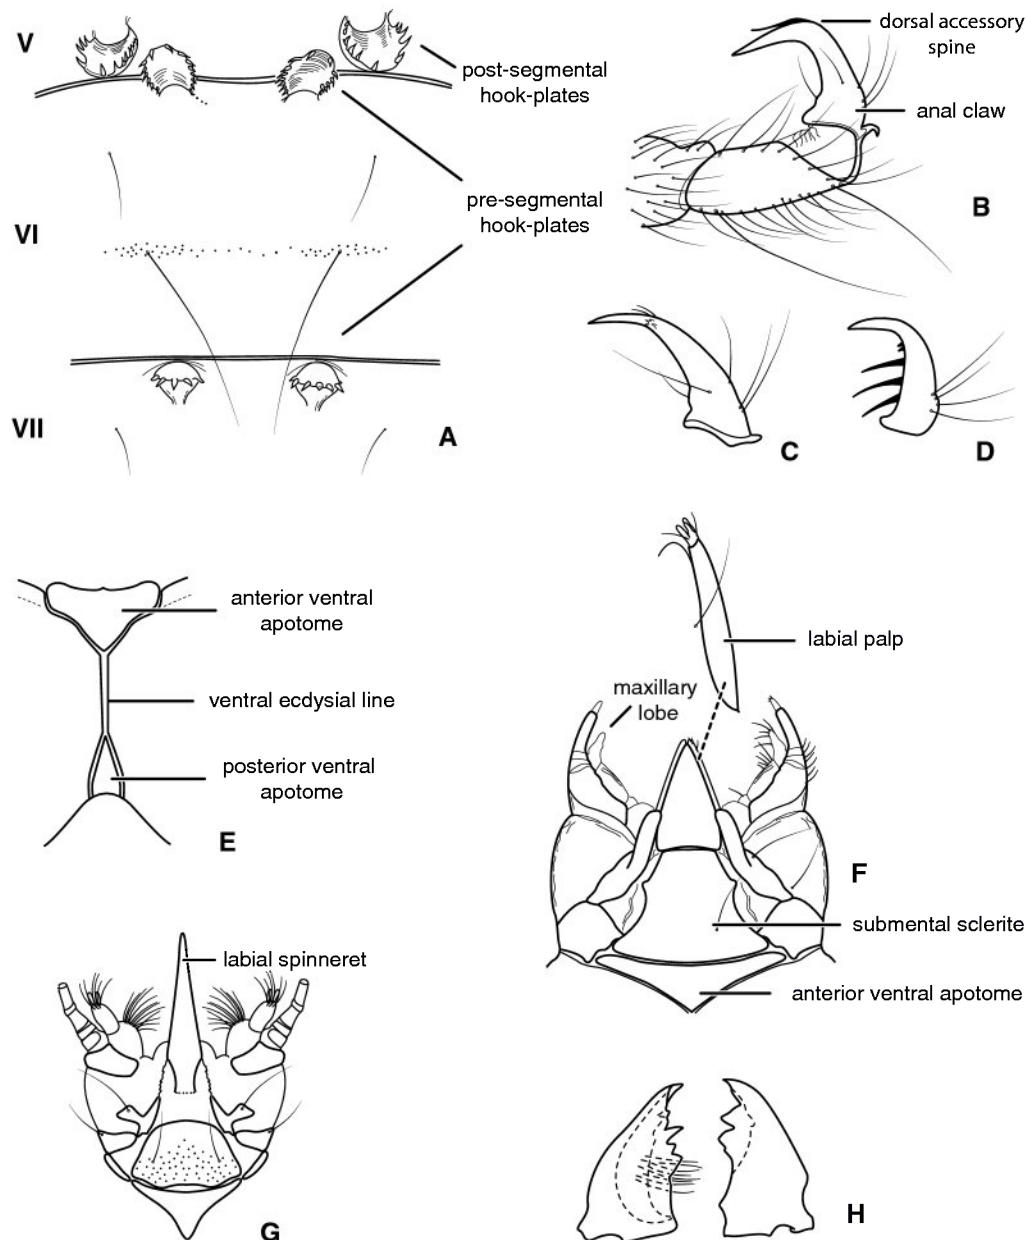 V
post-segmental
hook-plates
pre-segmental
hook-plates
VI
VII
A
dorsal accessory
spine
anal claw
B
C
D
anterior ventral
apotome
ventral ecdysial line
posterior ventral
apotome
E
labial palp
maxillary
lobe
F
submental sclerite
anterior ventral apotome
labial spinneret
G
H